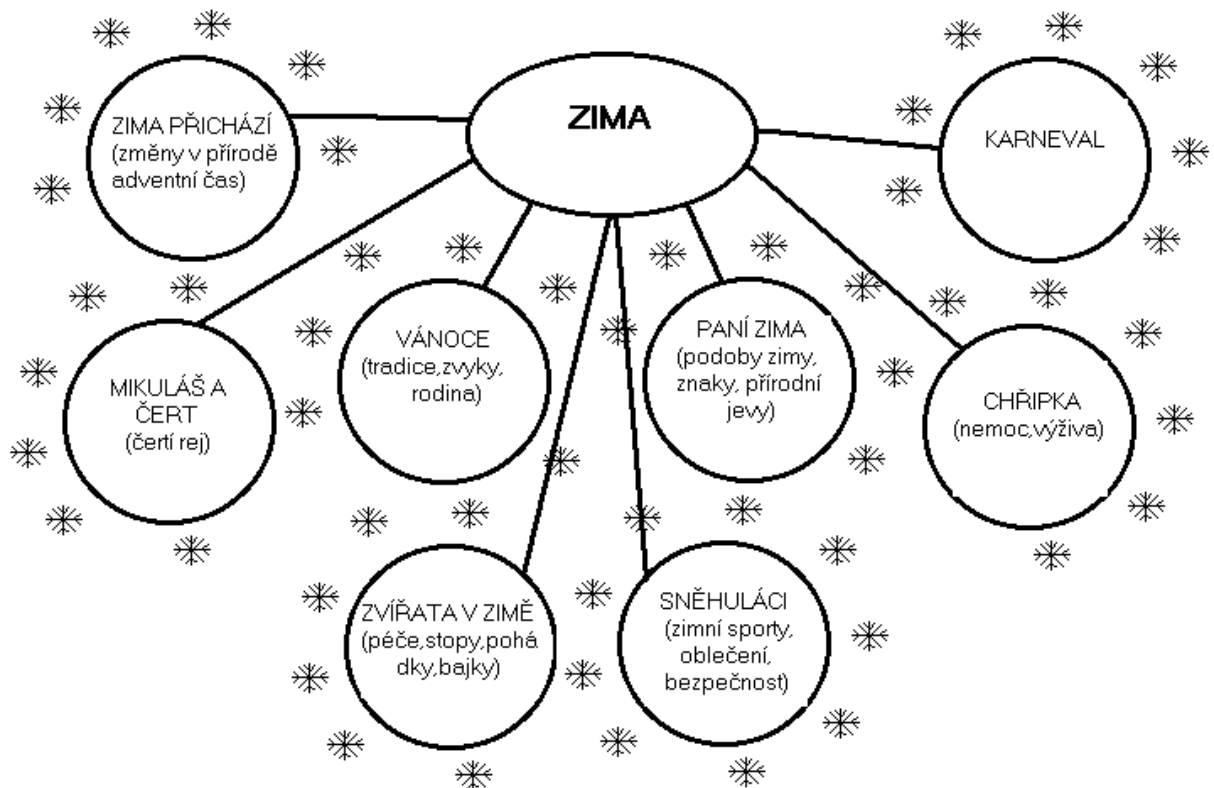 ZIMA
ZIMA PŘICHÁZÍ
(změny v přírodě
adventní čas)
KARNEVAL
MIKULÁŠ A
ČERT
(čertí rej)
VÁNOCE
(tradice,zvyky,
rodina)
PANÍ ZIMA
(podoby zimy,
znaky, přírodní
jevy)
CHŘIPKA
(nemoc,výživa)
ZVÍŘATA V ZIMĚ
(péče,stopy,pohá
dky,bajky)
SNĚHULÁCI
(zimní sporty,
oblečení,
bezpečnost)